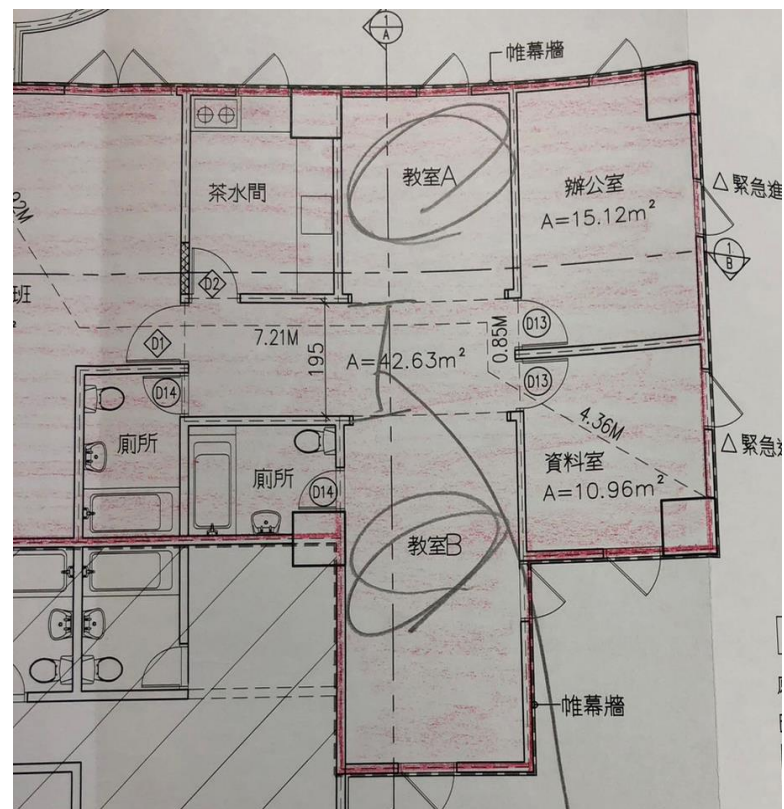 1
A
帷幕牆
茶水間
教室A
辦公室
A=15.12m²
△緊急進
1
B
D2
班
D1
7.21M
195
A=42.63m²
0.85M
D13
D13
D14
4.36M
△緊急進
廁所
廁所
D14
資料室
A=10.96m²
教室B
帷幕牆